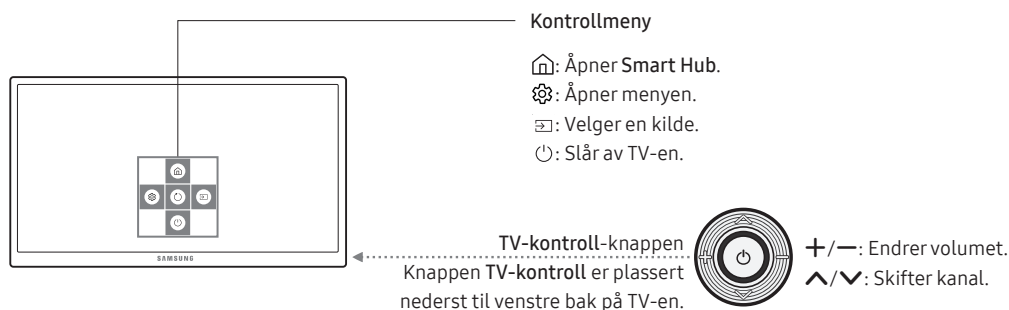 Kontrollmeny
: Åpner Smart Hub.
: Åpner menyen.
: Velger en kilde.
: Slår av TV-en.
SAMSUNG
TV-kontroll-knappen
Knappen TV-kontroll er plassert
nederst til venstre bak på TV-en.
+/−: Endrer volumet.
∧/∨: Skifter kanal.